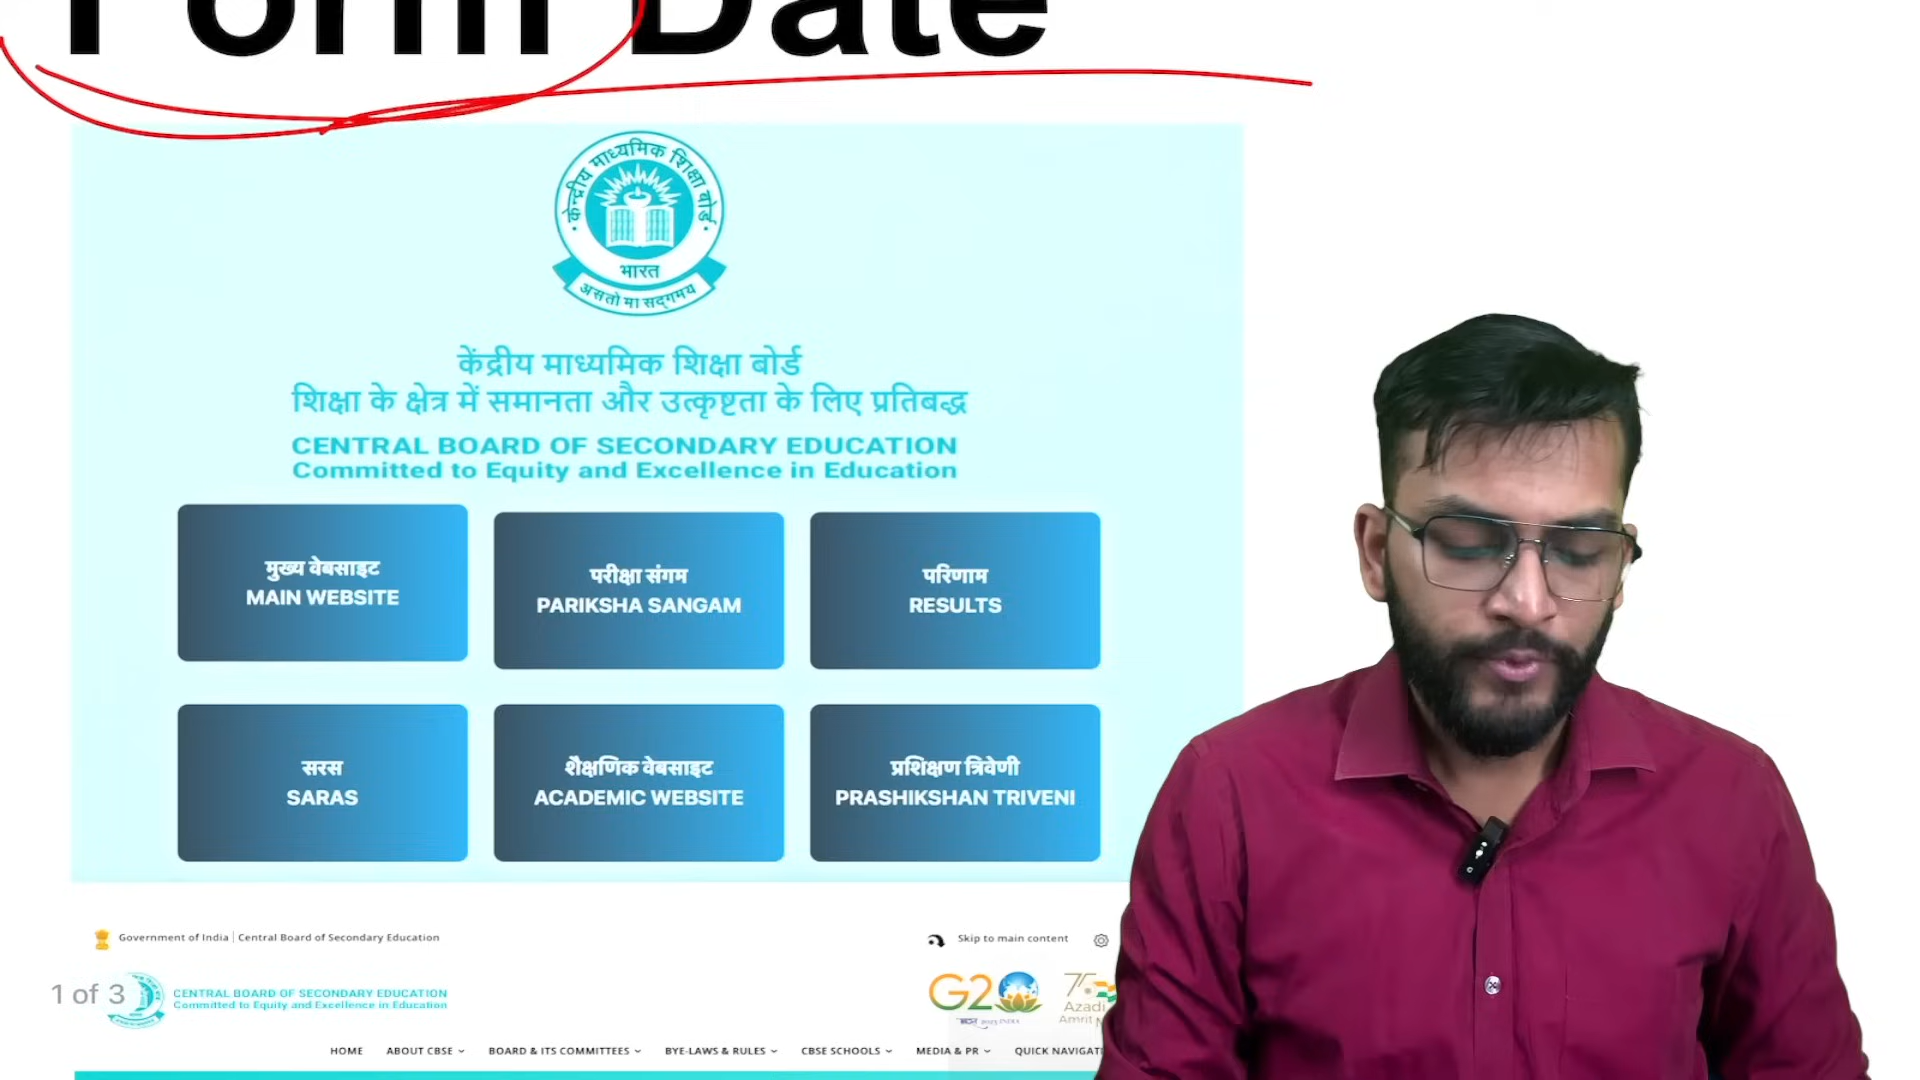 Form Date
केन्द्रीय माध्यमिक शिक्षा बोर्ड
भारत
असतो मा सद्गमय
केंद्रीय माध्यमिक शिक्षा बोर्ड
शिक्षा के क्षेत्र में समानता और उत्कृष्टता के लिए प्रतिबद्ध
CENTRAL BOARD OF SECONDARY EDUCATION
Committed to Equity and Excellence in Education
मुख्य वेबसाइट
MAIN WEBSITE
परीक्षा संगम
PARIKSHA SANGAM
परिणाम
RESULTS
सरस
SARAS
शैक्षणिक वेबसाइट
ACADEMIC WEBSITE
प्रशिक्षण त्रिवेणी
PRASHIKSHAN TRIVENI
Government of India | Central Board of Secondary Education
Skip to main content
1 of 3
CENTRAL BOARD OF SECONDARY EDUCATION
Committed to Equity and Excellence in Education
G20
75
Azadi
Amrit
HOME ABOUT CBSE BOARD & ITS COMMITTEES BYE-LAWS & RULES CBSE SCHOOLS MEDIA & PR QUICK